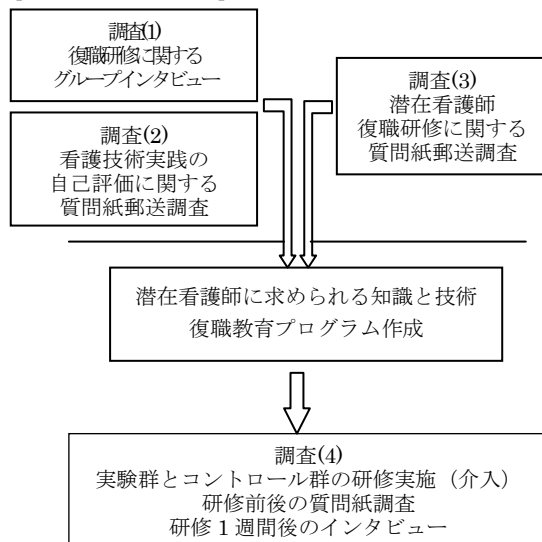 調査(1)
復職研修に関する
グループインタビュー
調査(2)
看護技術実践の
自己評価に関する
質問紙郵送調査
調査(3)
潜在看護師
復職研修に関する
質問紙郵送調査
潜在看護師に求められる知識と技術
復職教育プログラム作成
調査(4)
実験群とコントロール群の研修実施（介入）
研修前後の質問紙調査
研修 1 週間後のインタビュー